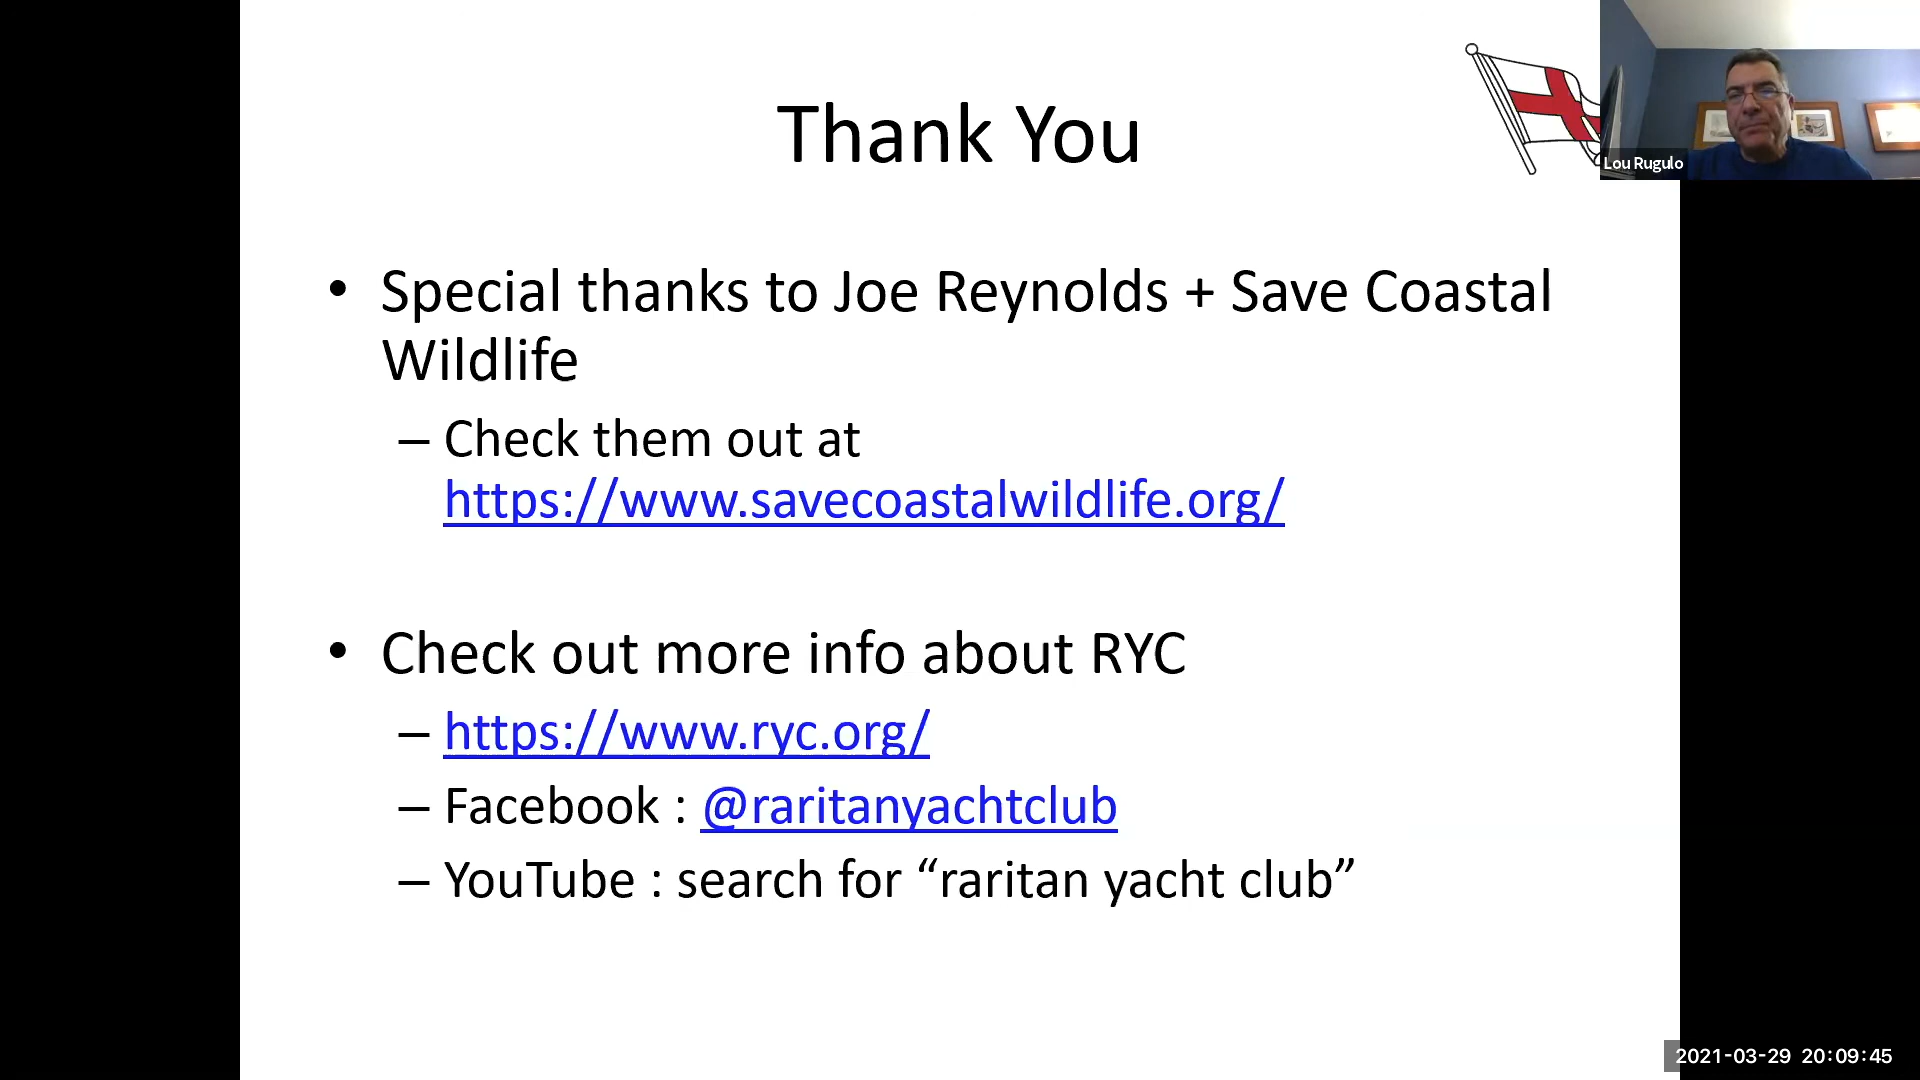 Thank You
Lou Rugulo
• Special thanks to Joe Reynolds + Save Coastal
Wildlife
– Check them out at
https://www.savecoastalwildlife.org/
• Check out more info about RYC
– https://www.ryc.org/
– Facebook : @raritanyachtclub
– YouTube : search for “raritan yacht club”
2021-03-29 20:09:45